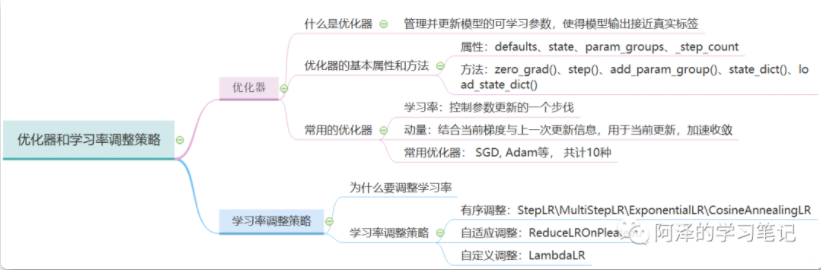 什么是优化器
管理并更新模型的可学习参数，使得模型输出接近真实标签
优化器的基本属性和方法
属性：defaults、state、param_groups、_step_count
方法：zero_grad()、step()、add_param_group()、state_dict()、lo
ad_state_dict()
优化器
常用的优化器
学习率：控制参数更新的一个步伐
动量：结合当前梯度与上一次更新信息，用于当前更新，加速收敛
常用优化器： SGD, Adam等， 共计10种
优化器和学习率调整策略
学习率调整策略
为什么要调整学习率
学习率调整策略
有序调整：StepLR\MultiStepLR\ExponentialLR\CosineAnnealingLR
自适应调整：ReduceLROnPlea
自定义调整：LambdaLR
阿泽的学习笔记